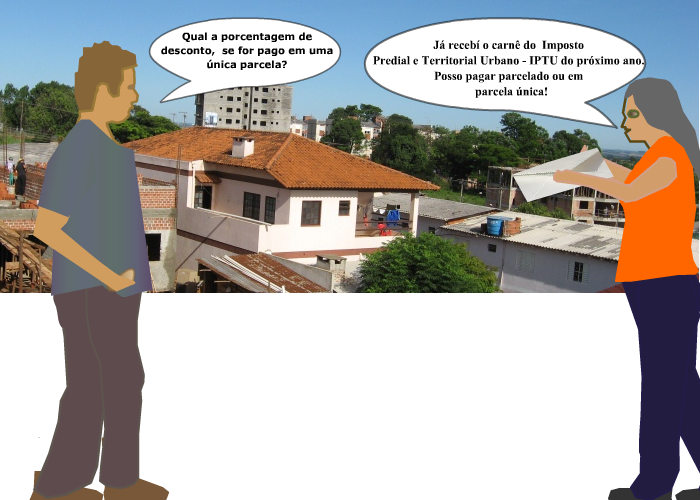 Qual a porcentagem de
desconto, se for pago em uma
única parcela?
Já recebí o carnê do Imposto
Predial e Territorial Urbano - IPTU do próximo ano.
Posso pagar parcelado ou em
parcela única!